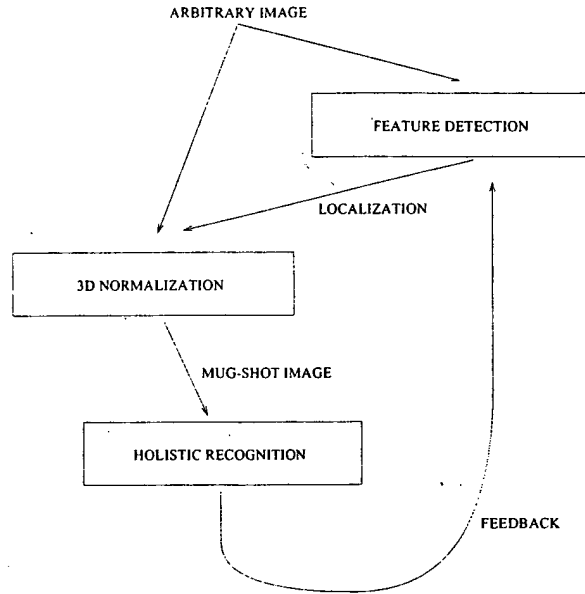 ARBITRARY IMAGE
FEATURE DETECTION
LOCALIZATION
3D NORMALIZATION
MUG-SHOT IMAGE
HOLISTIC RECOGNITION
FEEDBACK